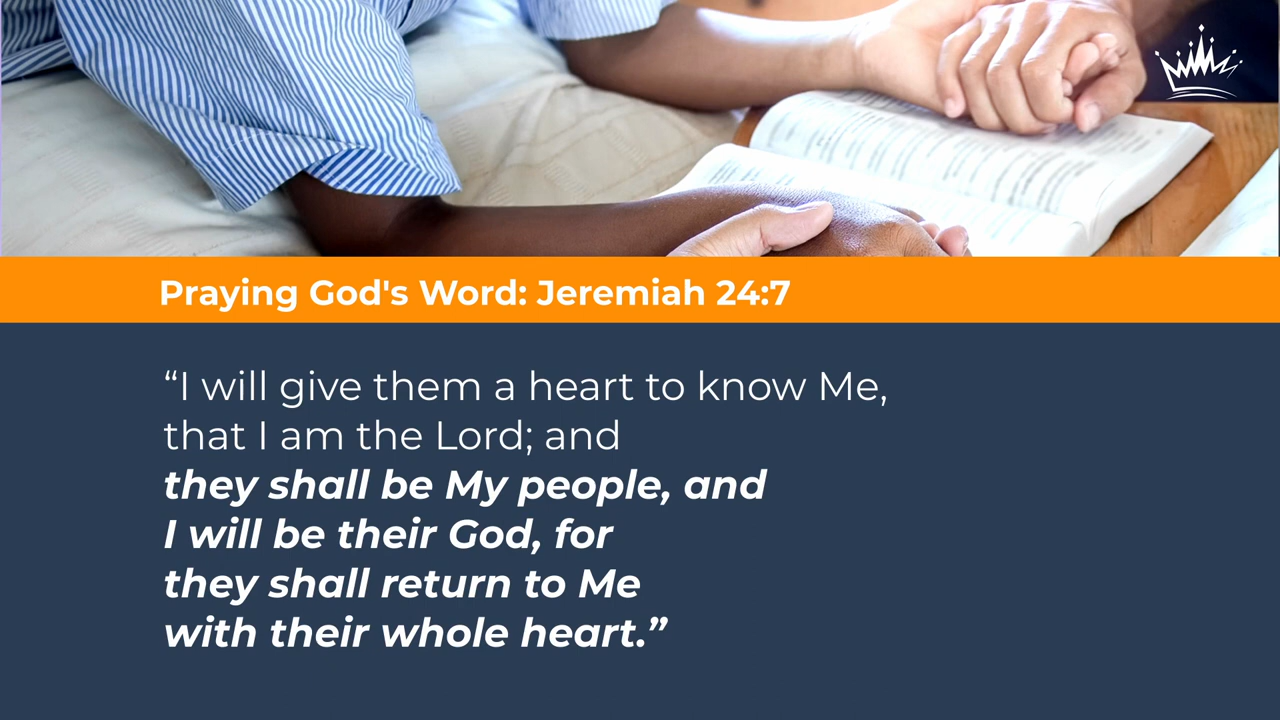 Praying God's Word: Jeremiah 24:7
“I will give them a heart to know Me,
that I am the Lord; and
they shall be My people, and
I will be their God, for
they shall return to Me
with their whole heart.”